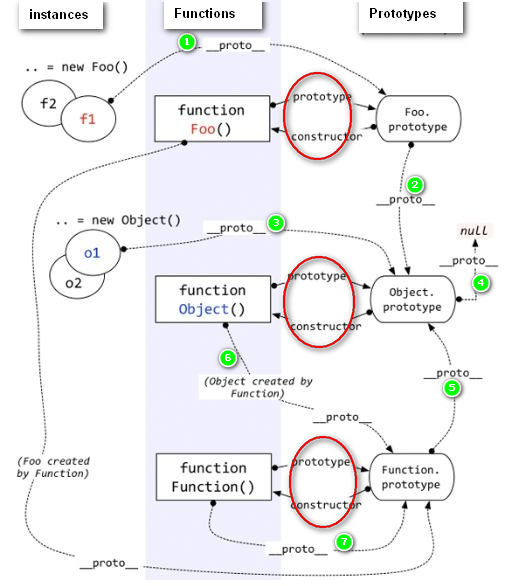 instances
Functions
Prototypes
1
__proto__
.. = new Foo()
f2
f1
function
Foo()
prototype
constructor
Foo.
prototype
2
__proto__
.. = new Object()
__proto__
3
null
o1
o2
__proto__
4
function
Object()
prototype
constructor
Object.
prototype
6
(Object created by
Function)
__proto__
5
__proto__
(Foo created
by Function)
function
Function()
prototype
constructor
Function.
prototype
__proto__
7
__proto__